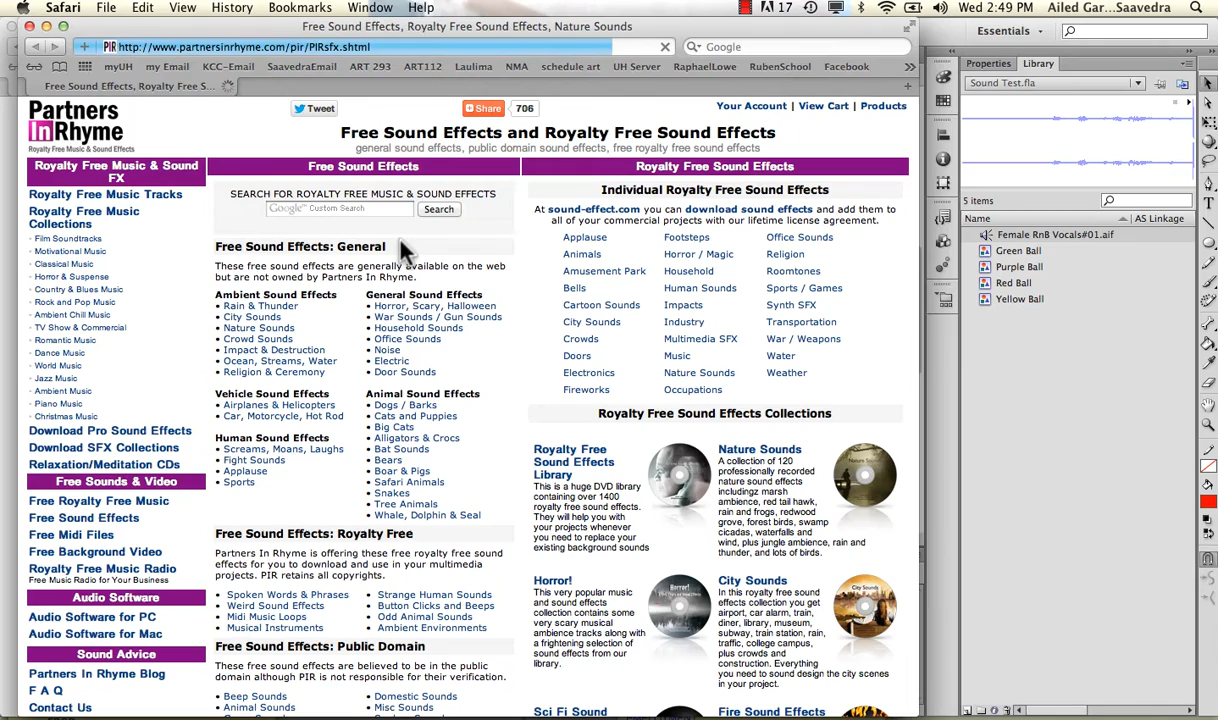 Safari File Edit View History Bookmarks Window Help
17
Wed 2:49 PM Ailed Gar...Saavedra
Free Sound Effects, Royalty Free Sound Effects, Nature Sounds
PIR http://www.partnersinrhyme.com/pir/PIRsfx.shtml
Google
myUH my Email KCC-Email SaavedraEmail ART 293 ART112 Laulima NMA schedule art UH Server RaphaelLowe RubenSchool Facebook
Free Sound Effects, Royalty Free S...
Partners
InRhyme
Royalty Free Music & Sound Effects
Tweet
Share 706
Your Account | View Cart | Products
Free Sound Effects and Royalty Free Sound Effects
general sound effects, public domain sound effects, free royalty free sound effects
Royalty Free Music & Sound
FX
Royalty Free Music Tracks
Royalty Free Music
Collections
Film Soundtracks
Motivational Music
Classical Music
Horror & Suspense
Country & Blues Music
Rock and Pop Music
Ambient Chill Music
TV Show & Commercial
Romantic Music
Dance Music
World Music
Jazz Music
Ambient Music
Piano Music
Christmas Music
Download Pro Sound Effects
Download SFX Collections
Relaxation/Meditation CDs
Free Sounds & Video
Free Royalty Free Music
Free Sound Effects
Free Midi Files
Free Background Video
Royalty Free Music Radio
Free Music Radio for Your Business
Audio Software
Audio Software for PC
Audio Software for Mac
Sound Advice
Partners In Rhyme Blog
F A Q
Contact Us
Free Sound Effects
SEARCH FOR ROYALTY FREE MUSIC & SOUND EFFECTS
Google™ Custom Search
Search
Free Sound Effects: General
These free sound effects are generally available on the web
but are not owned by Partners In Rhyme.
Ambient Sound Effects
• Rain & Thunder
• City Sounds
• Nature Sounds
• Crowd Sounds
• Impact & Destruction
• Ocean, Streams, Water
• Religion & Ceremony
Vehicle Sound Effects
• Airplanes & Helicopters
• Car, Motorcycle, Hot Rod
Human Sound Effects
• Screams, Moans, Laughs
• Fight Sounds
• Applause
• Sports
General Sound Effects
• Horror, Scary, Halloween
• War Sounds / Gun Sounds
• Household Sounds
• Office Sounds
• Noise
• Electric
• Door Sounds
Animal Sound Effects
• Dogs / Barks
• Cats and Puppies
• Big Cats
• Alligators & Crocs
• Bat Sounds
• Bears
• Boar & Pigs
• Safari Animals
• Snakes
• Tree Animals
• Whale, Dolphin & Seal
Free Sound Effects: Royalty Free
Partners In Rhyme is offering these free royalty free sound
effects for you to download and use in your multimedia
projects. PIR retains all copyrights.
• Spoken Words & Phrases
• Weird Sound Effects
• Midi Music Loops
• Musical Instruments
• Strange Human Sounds
• Button Clicks and Beeps
• Odd Animal Sounds
• Ambient Environments
Free Sound Effects: Public Domain
These free sound effects are believed to be in the public
domain although PIR is not responsible for their verification.
• Beep Sounds
• Animal Sounds
• Domestic Sounds
• Misc Sounds
Royalty Free Sound Effects
Individual Royalty Free Sound Effects
At sound-effect.com you can download sound effects and add them to
all of your commercial projects with our lifetime license agreement.
Applause
Animals
Amusement Park
Bells
Cartoon Sounds
City Sounds
Crowds
Doors
Electronics
Fireworks
Footsteps
Horror / Magic
Household
Human Sounds
Impacts
Industry
Multimedia SFX
Music
Nature Sounds
Occupations
Office Sounds
Religion
Roomtones
Sports / Games
Synth SFX
Transportation
War / Weapons
Water
Weather
Royalty Free Sound Effects Collections
Royalty Free
Sound Effects
Library
This is a huge DVD library
containing over 1400
royalty free sound effects.
They will help you with
your projects whenever
you need to replace your
existing background sounds
Nature Sounds
A collection of 120
professionally recorded
nature sound effects
including: marsh
ambience, red tail hawk,
rain and frogs, redwood
grove, forest birds, swamp
cicadas, waterfalls and
wind, plus jungle ambience, rain and
thunder, and lots of birds.
Horror!
This very popular music
and sound effects
collection contains some
very scary musical
ambience tracks along with
a frightening selection of
sound effects from our
library.
City Sounds
In this royalty free sound
effects collection you get
airport, car alarm, train,
diner, library, museum,
subway, train station, rain,
traffic, college campus,
plus crowds and
construction. Everything
you need to sound design the city scenes
in your project.
Sci Fi Sound
Fire Sound Effects
Essentials
Properties Library
Sound Test.fla
5 items
Name AS Linkage
Female RnB Vocals#01.aif
Green Ball
Purple Ball
Red Ball
Yellow Ball